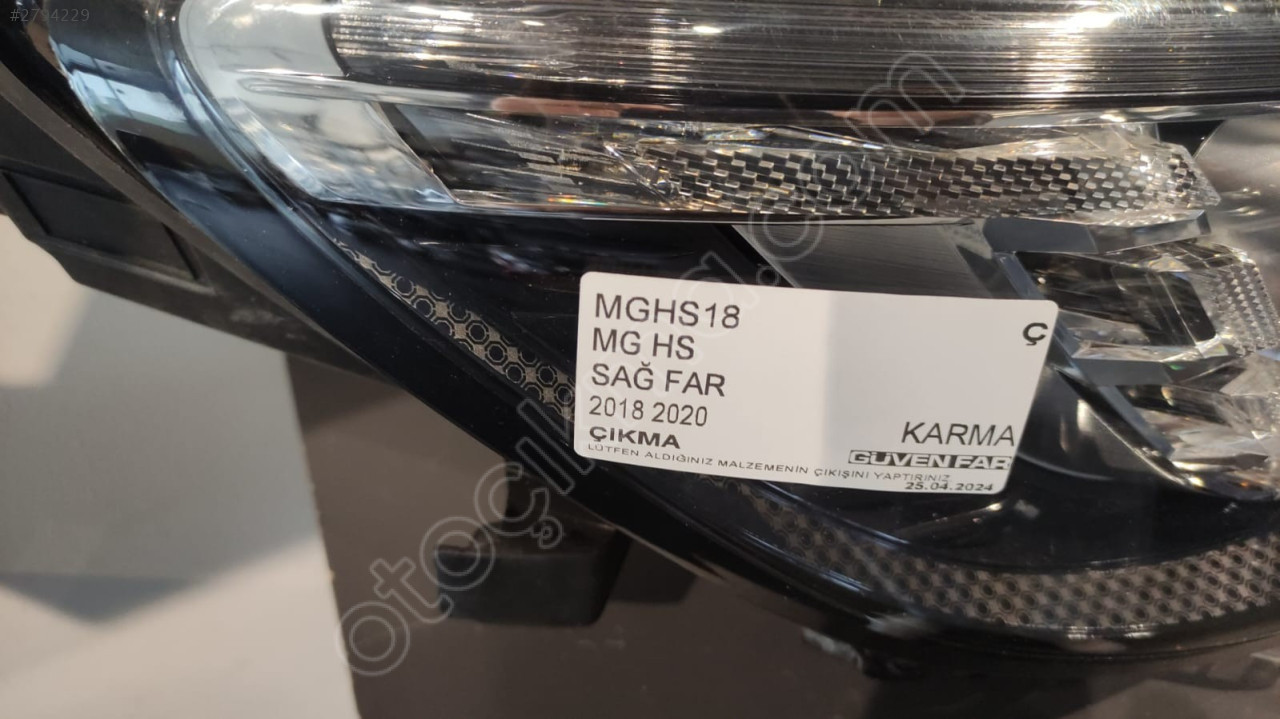 #2794229
MGHS18
Ç
MG HS
SAĞ FAR
2018 2020
ÇIKMA
KARMA
GÜVEN FAR
LÜTFEN ALDIĞINIZ MALZEMENİN ÇIKIŞINI YAPTIRINIZ
25.04.2024
otoçıkma.com